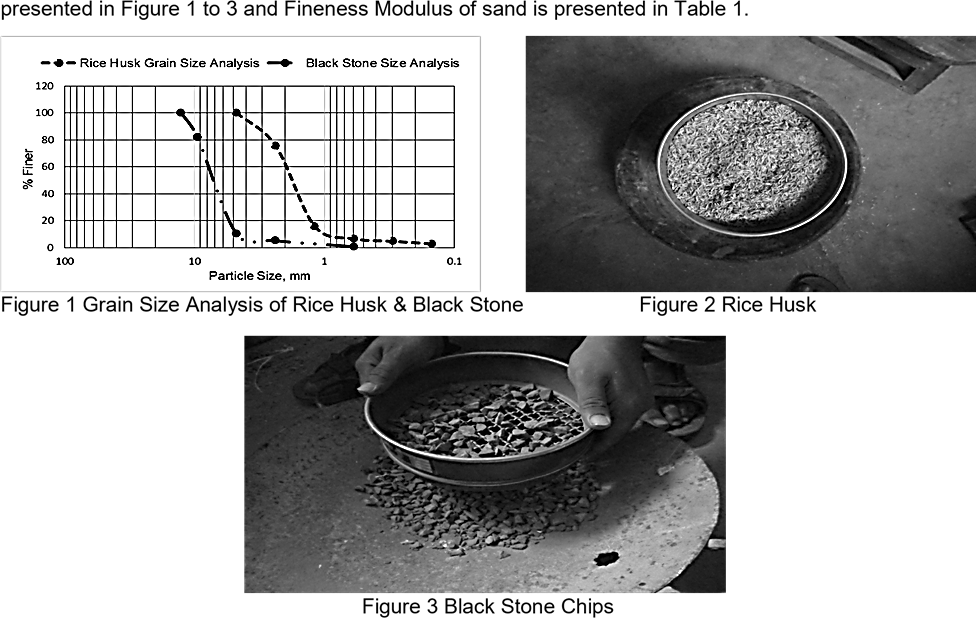 presented in Figure 1 to 3 and Fineness Modulus of sand is presented in Table 1.
Rice Husk Grain Size Analysis
Black Stone Size Analysis
120
100
80
60
40
20
0
% Finer
100
10
1
0.1
Particle Size, mm
Figure 1 Grain Size Analysis of Rice Husk & Black Stone
Figure 2 Rice Husk
Figure 3 Black Stone Chips